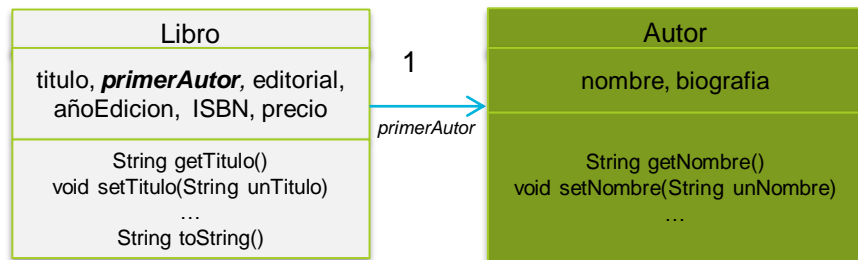 Libro
titulo, primerAutor, editorial,
añoEdicion, ISBN, precio
String getTitulo()
void setTitulo(String unTitulo)
…
String toString()
1
primerAutor
Autor
nombre, biografia
String getNombre()
void setNombre(String unNombre)
…